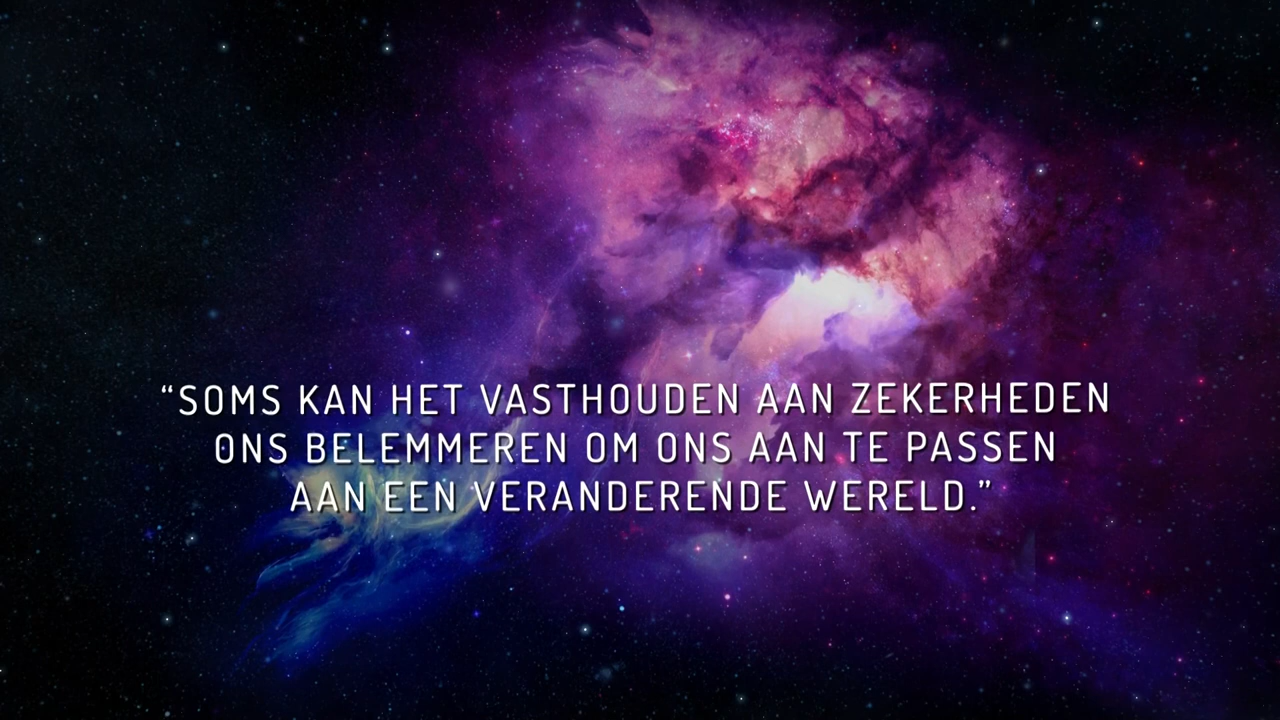 “SOMS KAN HET VASTHOUDEN AAN ZEKERHEDEN
ONS BELEMMEREN OM ONS AAN TE PASSEN
AAN EEN VERANDERENDE WERELD.”